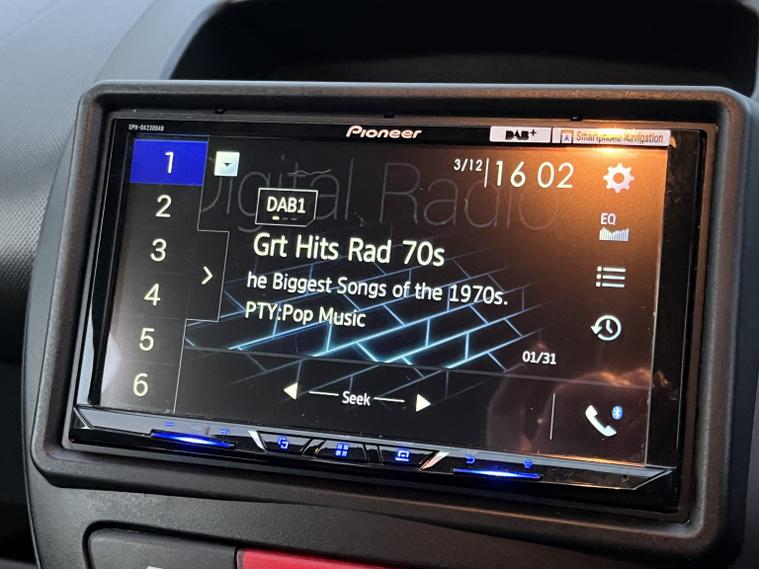 SPH-DA230DAB
Pioneer
DAB+
Smartphone Navigation
1
2
3
4
5
6
Digital Radio
3/12 16 02
DAB1
Grt Hits Rad 70s
he Biggest Songs of the 1970s.
PTY:Pop Music
01/31
Seek
EQ